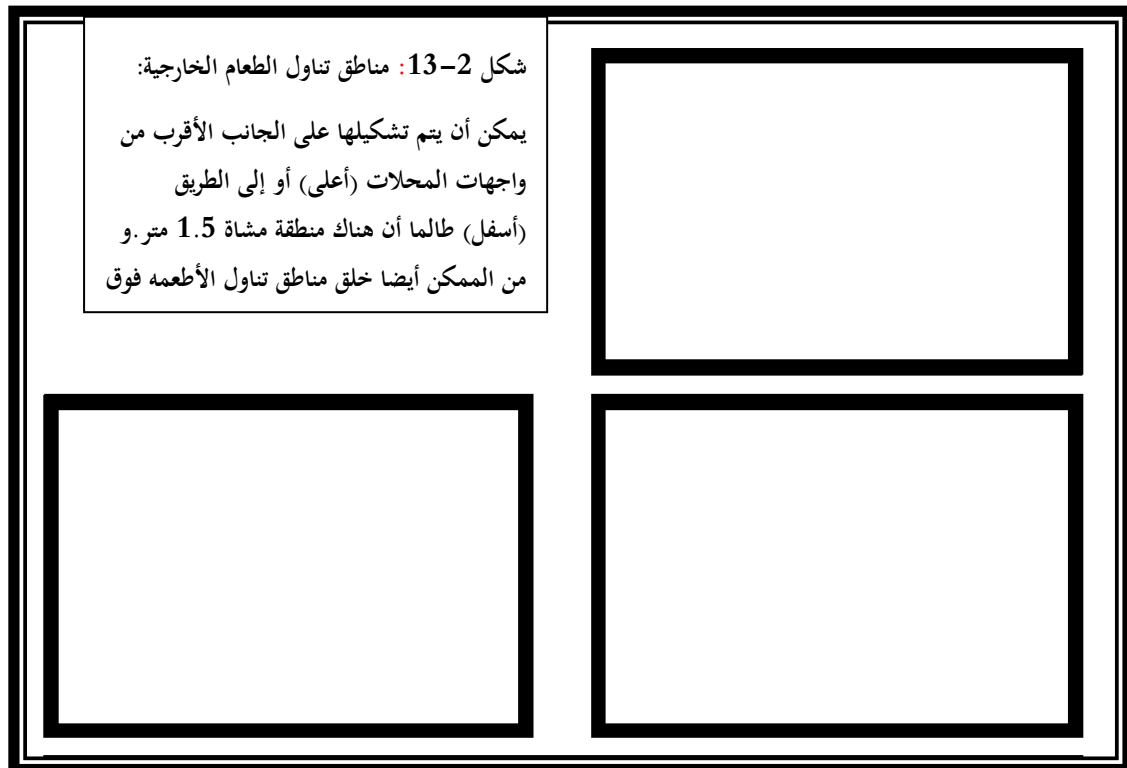 شكل 2-13: مناطق تناول الطعام الخارجية:
يمكن أن يتم تشكيلها على الجانب الأقرب من
واجهات المحلات (أعلى) أو إلى الطريق
(أسفل) طالما أن هناك منطقة مشاة 1.5 متر.و
من الممكن أيضا خلق مناطق تناول الأطعمه فوق